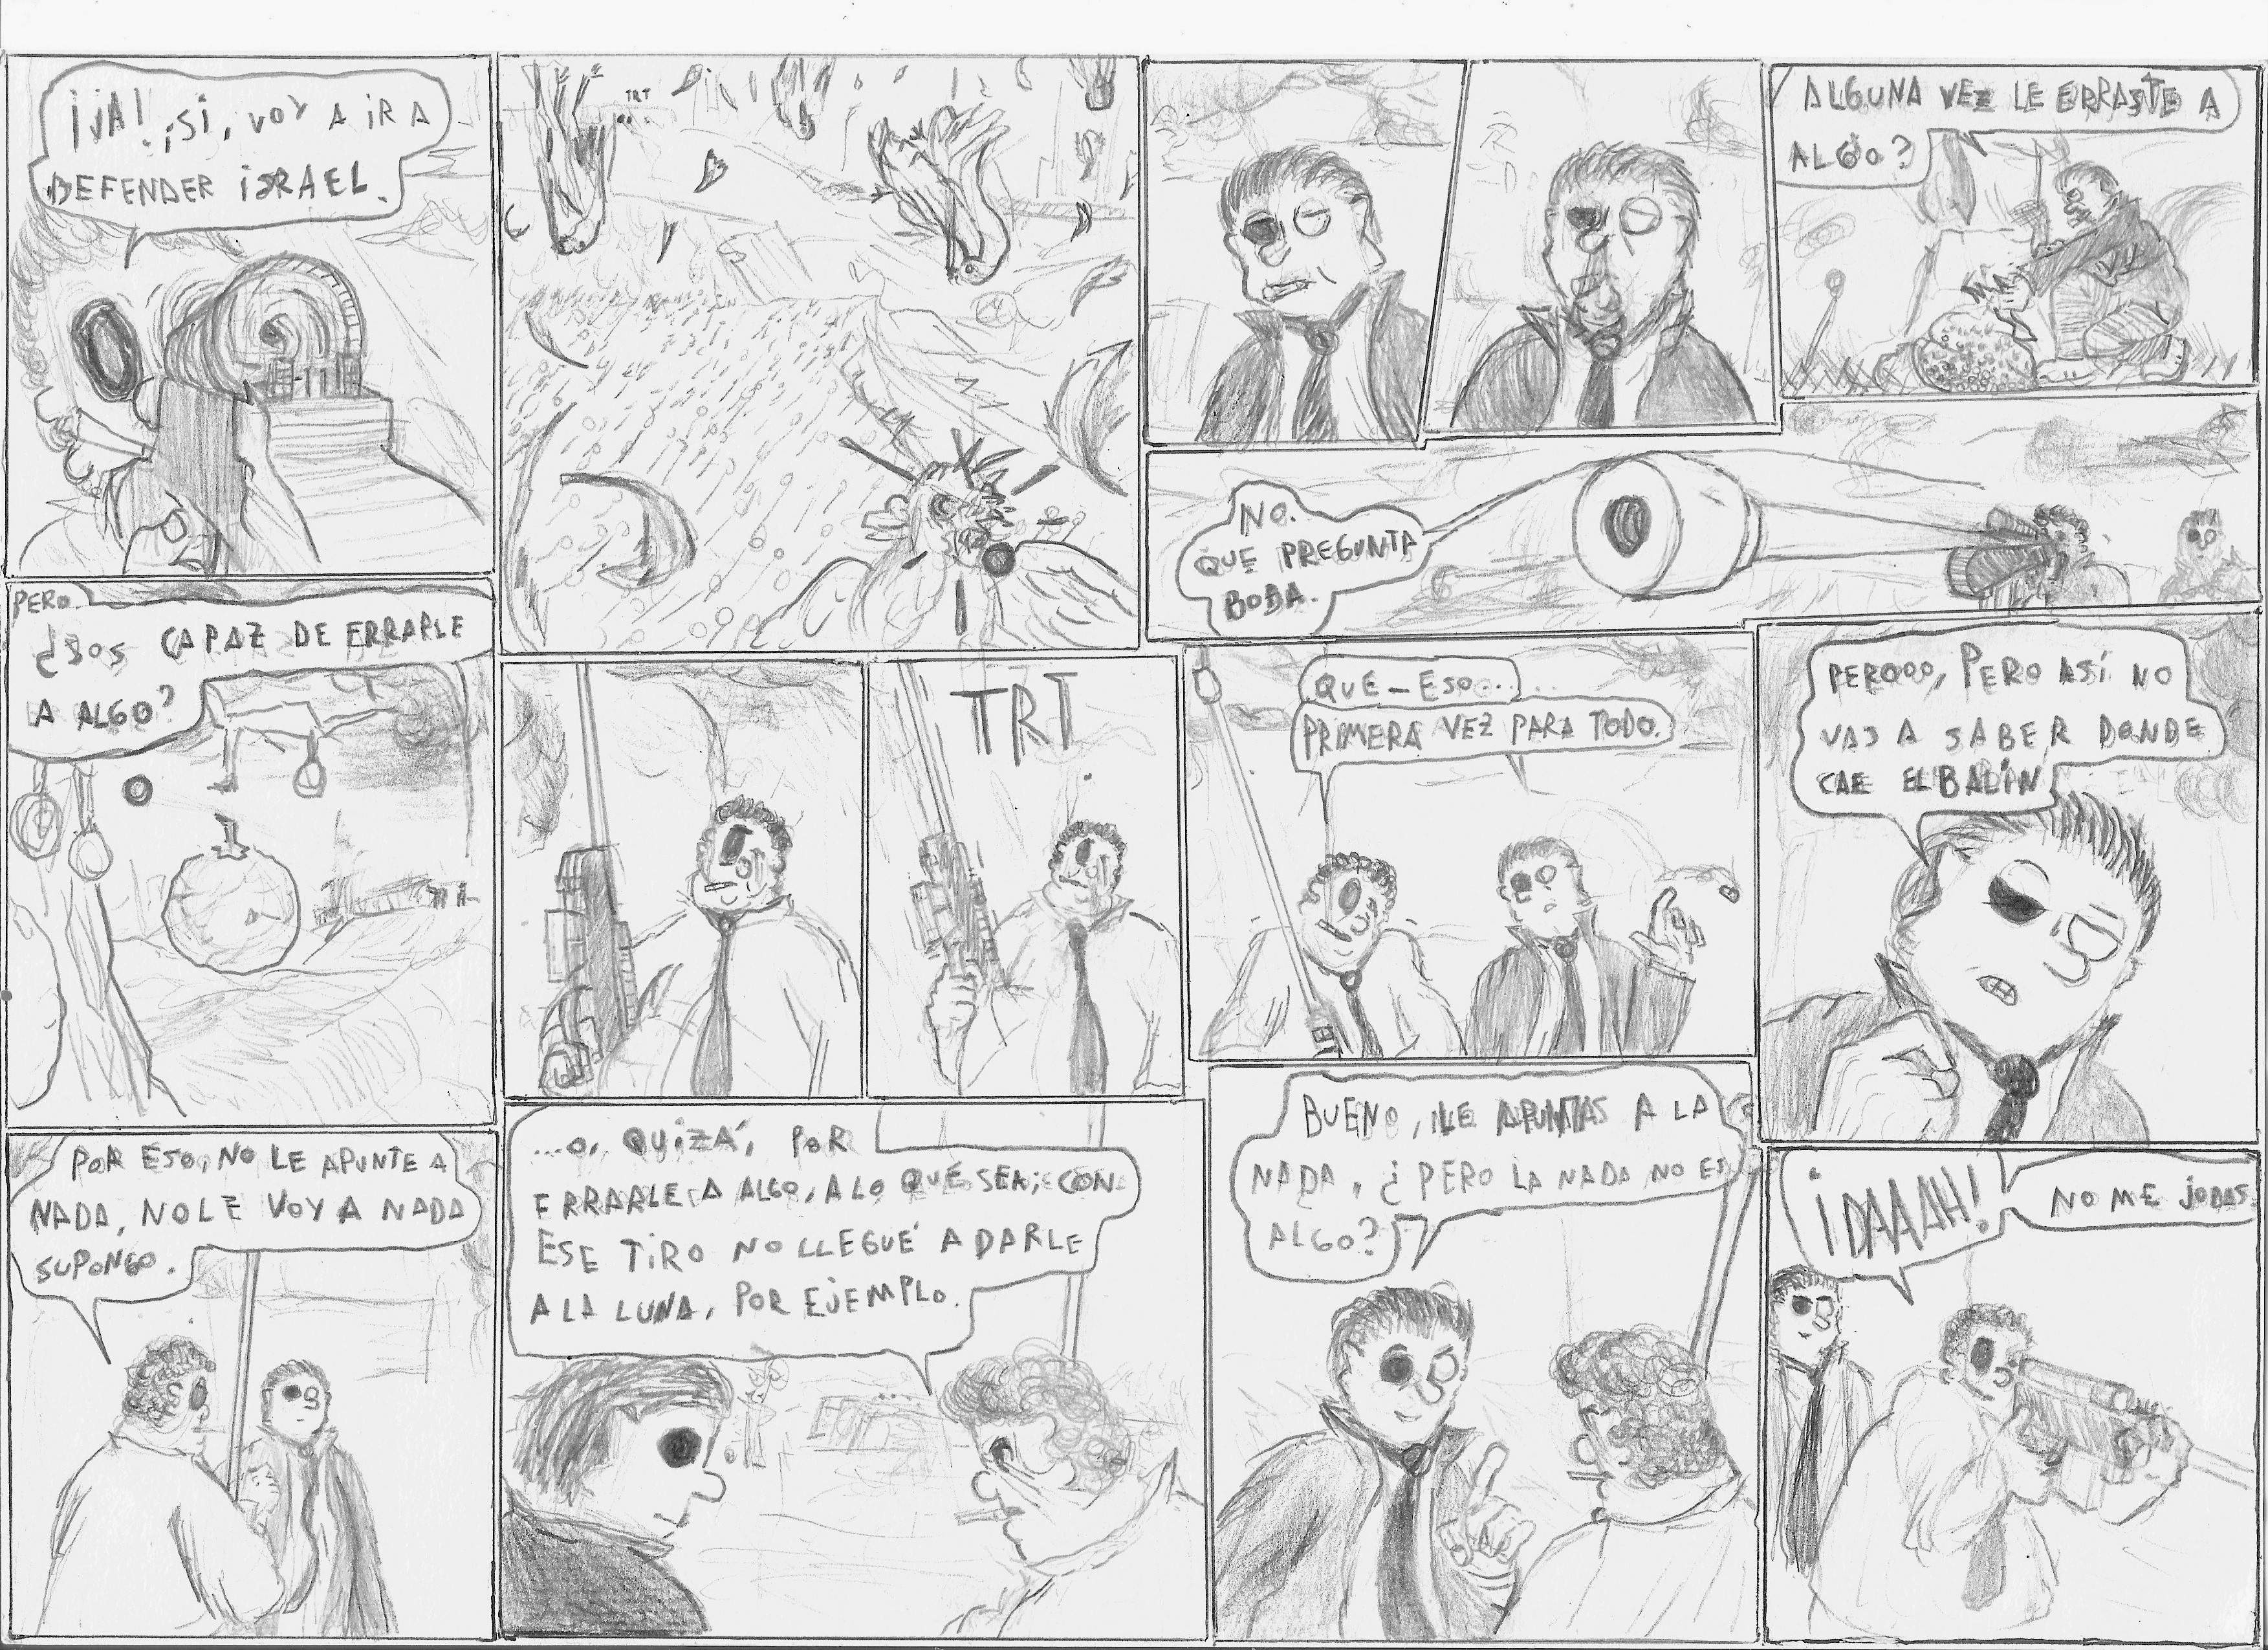 ¡JA! ¡SI, VOY A IR A
DEFENDER ISRAEL.
TRT
ALGUNA VEZ LE ERRASTE A
ALGO?
NO.
QUE PREGUNTA
BOBA.
PERO
¿SOS CAPAZ DE ERRARLE
A ALGO?
TRT
QUE-ESO...
PRIMERA VEZ PARA TODO.
PEROOO, PERO ASÍ NO
VAS A SABER DONDE
CAE EL BALÍN
POR ESO, NO LE APUNTE A
NADA, NO LE VOY A NADA
SUPONGO.
...O, QUIZÁ, POR
ERRARLE A ALGO, A LO QUE SEA; CON
ESE TIRO NO LLEGUÉ A DARLE
A LA LUNA, POR EJEMPLO.
BUENO, LE APUNTAS A LA
NADA, ¿PERO LA NADA NO ES
ALGO?
¡DAAAH!
NO ME JODAS